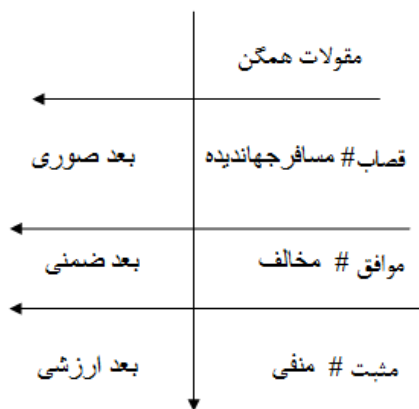 مقولات همگن
قصاب# مسافرجهاندیده بعد صوری
موافق # مخالف بعد ضمنی
مثبت # منفی بعد ارزشی